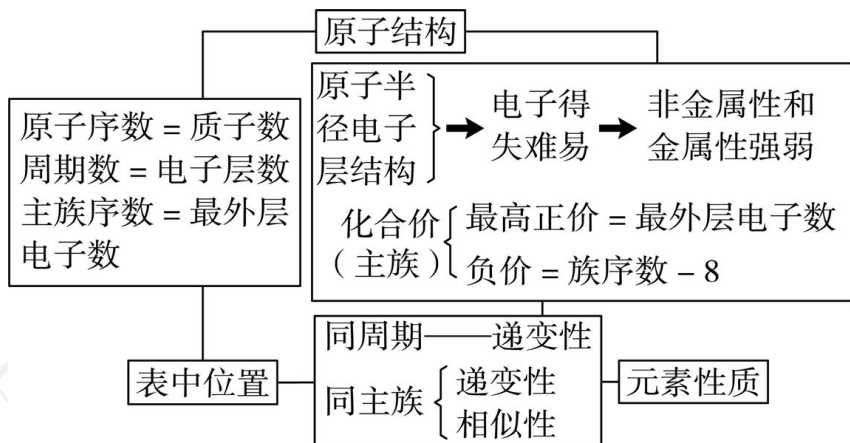 原子结构
原子序数 = 质子数
周期数 = 电子层数
主族序数 = 最外层
电子数
原子半
径电子
层结构
电子得
失难易
非金属性和
金属性强弱
化合价
（主族）
最高正价 = 最外层电子数
负价 = 族序数 - 8
同周期——递变性
同主族
递变性
相似性
表中位置
元素性质